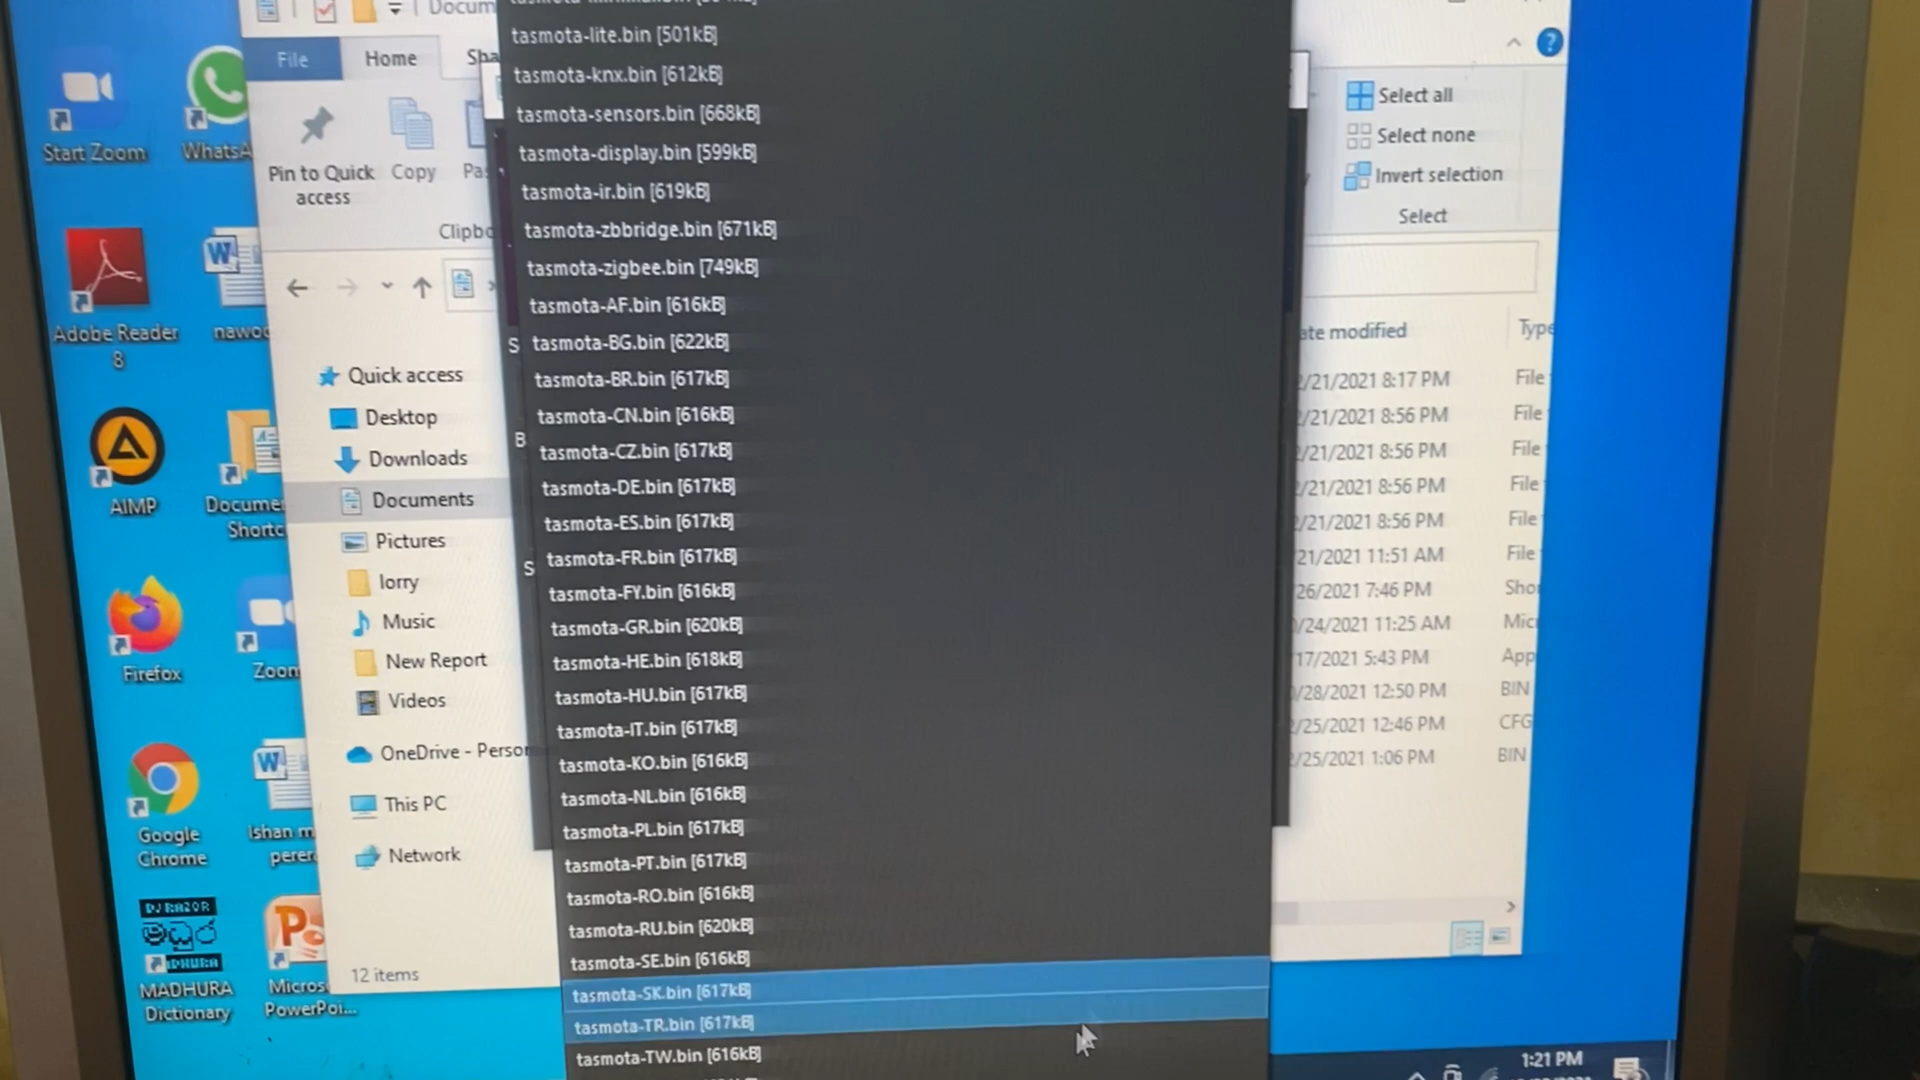 Docum
File
Home
Sha
Select all
Select none
Invert selection
Select
Pin to Quick
access
Copy
Pas
Clipbo
tasmota-lite.bin [501kB]
tasmota-knx.bin [612kB]
tasmota-sensors.bin [668kB]
tasmota-display.bin [599kB]
tasmota-ir.bin [619kB]
tasmota-zbbridge.bin [671kB]
tasmota-zigbee.bin [749kB]
tasmota-AF.bin [616kB]
tasmota-BG.bin [622kB]
tasmota-BR.bin [617kB]
tasmota-CN.bin [616kB]
tasmota-CZ.bin [617kB]
tasmota-DE.bin [617kB]
tasmota-ES.bin [617kB]
tasmota-FR.bin [617kB]
tasmota-FY.bin [616kB]
tasmota-GR.bin [620kB]
tasmota-HE.bin [618kB]
tasmota-HU.bin [617kB]
tasmota-IT.bin [617kB]
tasmota-KO.bin [616kB]
tasmota-NL.bin [616kB]
tasmota-PL.bin [617kB]
tasmota-PT.bin [617kB]
tasmota-RO.bin [616kB]
tasmota-RU.bin [620kB]
tasmota-SE.bin [616kB]
tasmota-SK.bin [617kB]
tasmota-TR.bin [617kB]
tasmota-TW.bin [616kB]
S
B
S
Quick access
Desktop
Downloads
Documents
Pictures
lorry
Music
New Report
Videos
OneDrive - Person
This PC
Network
12 items
ate modified
Type
/21/2021 8:17 PM File
/21/2021 8:56 PM File
/21/2021 8:56 PM File
/21/2021 8:56 PM File
/21/2021 8:56 PM File
/21/2021 11:51 AM File
/26/2021 7:46 PM Sho
/24/2021 11:25 AM Mic
/17/2021 5:43 PM App
/28/2021 12:50 PM BIN
/25/2021 12:46 PM CFG
/25/2021 1:06 PM BIN
Start Zoom
WhatsA
Adobe Reader
8
nawoo
AIMP
Documen
Shortc
Firefox
Zoom
Google
Chrome
Ishan m
perera
DJ RAZOR
මධුර
MADHURA
Dictionary
Micros
PowerPoi...
1:21 PM